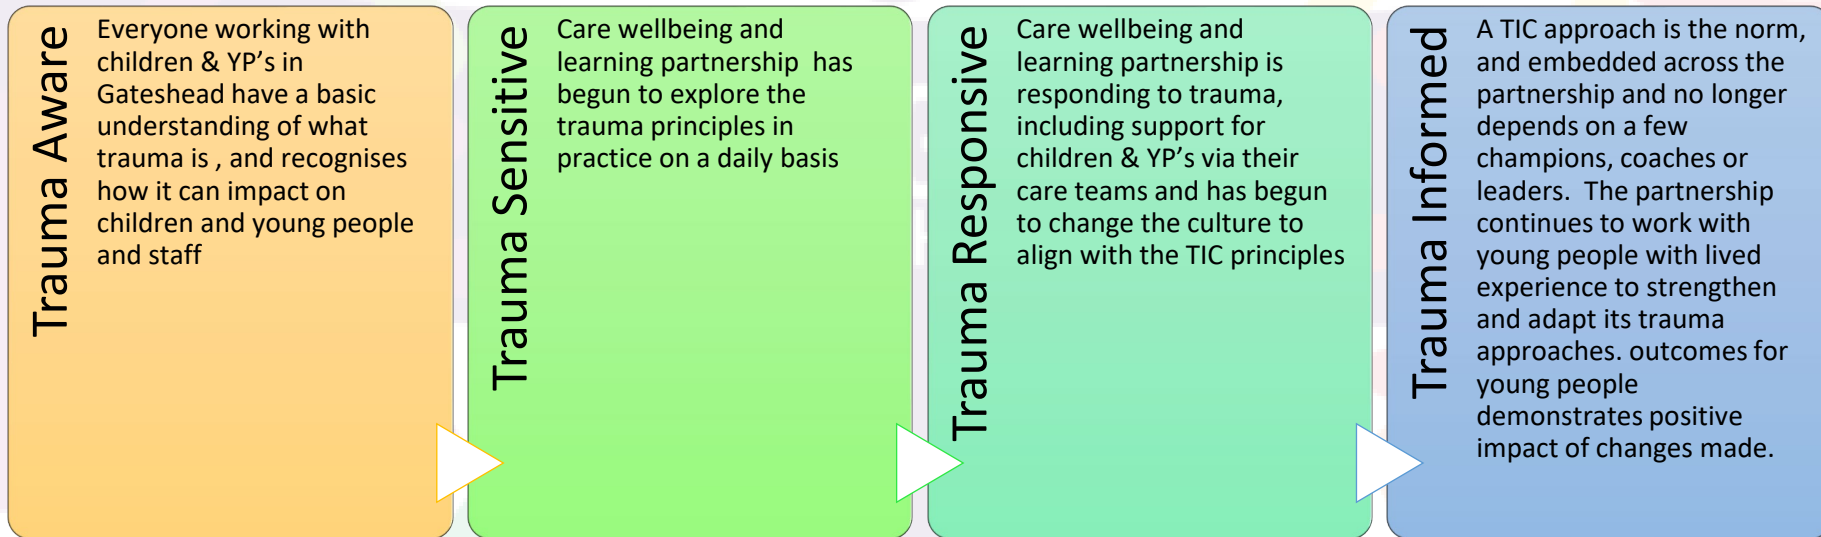 Trauma Aware
Everyone working with
children & YP’s in
Gateshead have a basic
understanding of what
trauma is , and recognises
how it can impact on
children and young people
and staff
Trauma Sensitive
Care wellbeing and
learning partnership  has
begun to explore the
trauma principles in
practice on a daily basis
Trauma Responsive
Care wellbeing and
learning partnership is
responding to trauma,
including support for
children & YP’s via their
care teams and has begun
to change the culture to
align with the TIC principles
Trauma Informed
A TIC approach is the norm,
and embedded across the
partnership and no longer
depends on a few
champions, coaches or
leaders.  The partnership
continues to work with
young people with lived
experience to strengthen
and adapt its trauma
approaches. outcomes for
young people
demonstrates positive
impact of changes made.